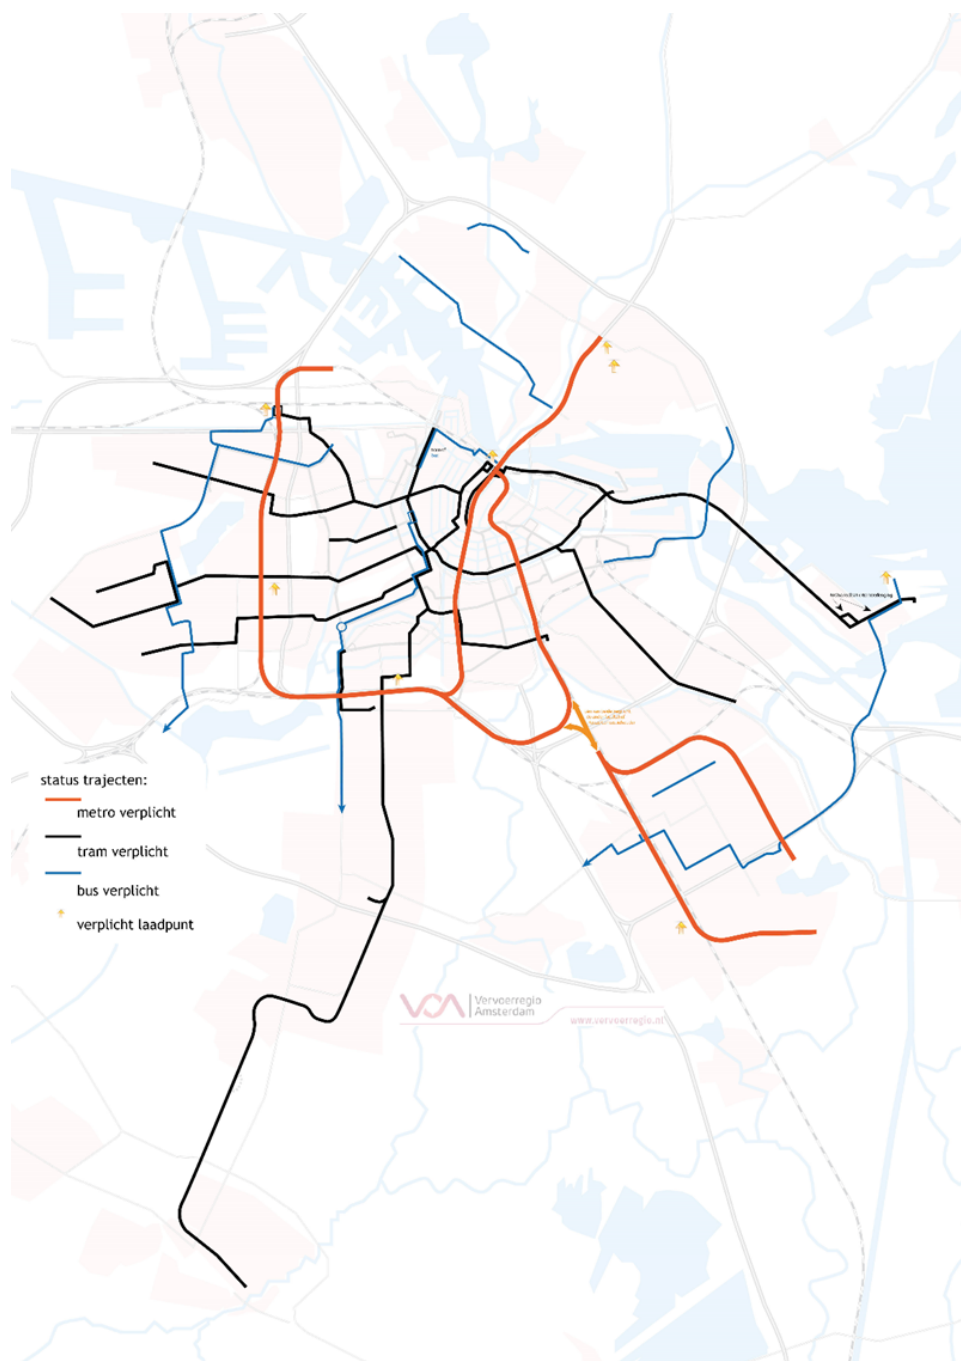 status trajecten:
metro verplicht
tram verplicht
bus verplicht
verplicht laadpunt
Vervoerregio
Amsterdam
www.vervoerregio.nl